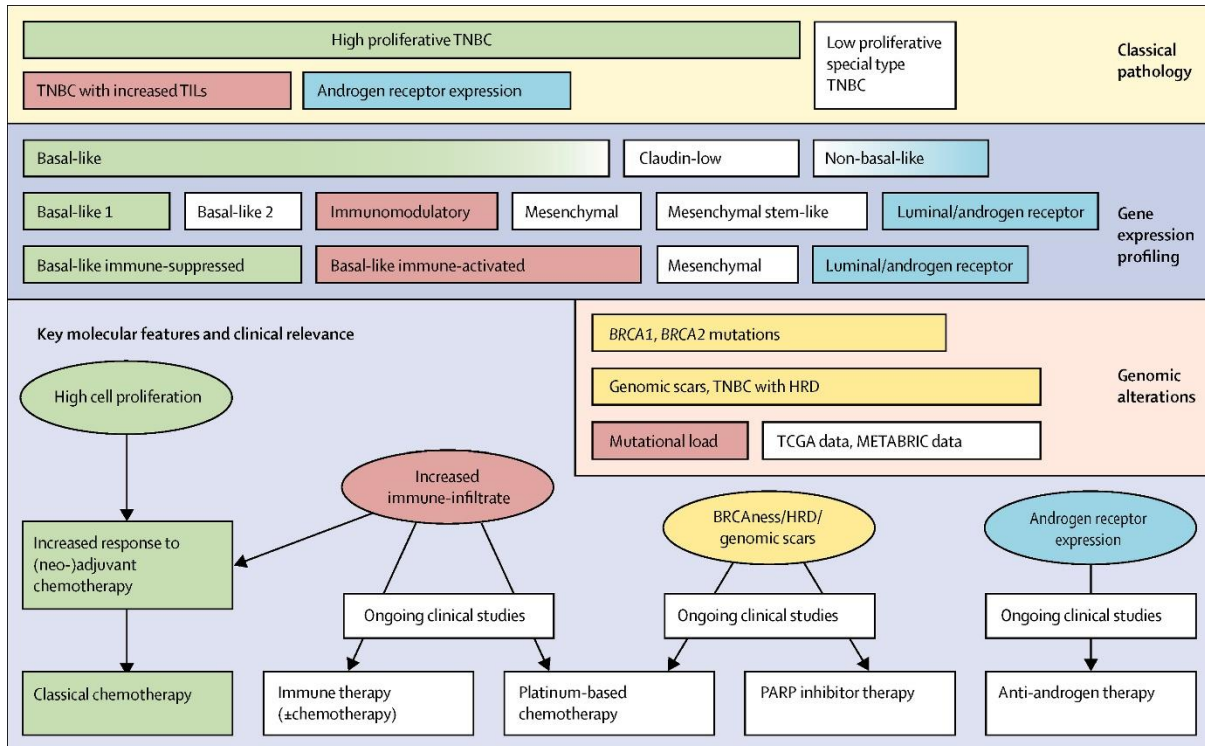 High proliferative TNBC
Low proliferative
special type
TNBC
Classical
pathology
TNBC with increased TILs
Androgen receptor expression
Basal-like
Claudin-low
Non-basal-like
Basal-like 1
Basal-like 2
Immunomodulatory
Mesenchymal
Mesenchymal stem-like
Luminal/androgen receptor
Gene
expression
profiling
Basal-like immune-suppressed
Basal-like immune-activated
Mesenchymal
Luminal/androgen receptor
Key molecular features and clinical relevance
BRCA1, BRCA2 mutations
Genomic scars, TNBC with HRD
Genomic
alterations
Mutational load
TCGA data, METABRIC data
High cell proliferation
Increased
immune-infiltrate
BRCAness/HRD/
genomic scars
Androgen receptor
expression
Increased response to
(neo-)adjuvant
chemotherapy
Ongoing clinical studies
Ongoing clinical studies
Ongoing clinical studies
Classical chemotherapy
Immune therapy
(±chemotherapy)
Platinum-based
chemotherapy
PARP inhibitor therapy
Anti-androgen therapy